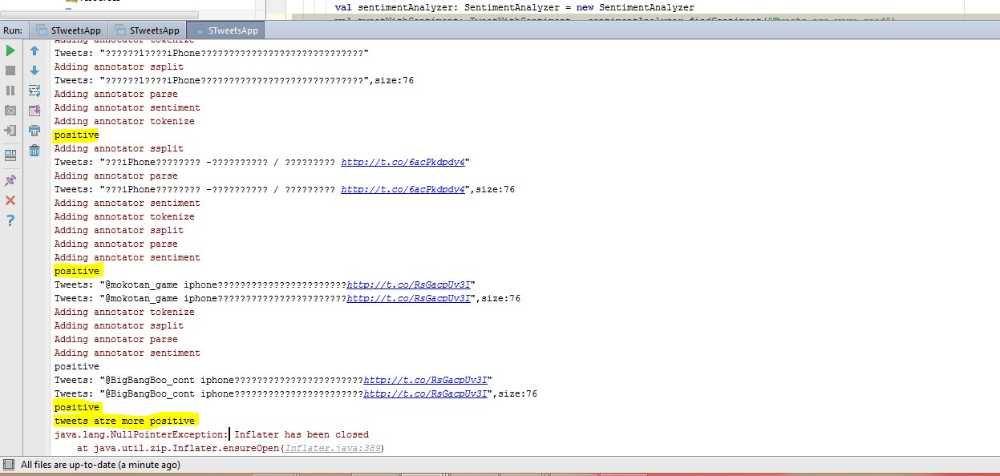 val sentimentAnalyzer: SentimentAnalyzer = new SentimentAnalyzer
Run: STweetsApp STweetsApp STweetsApp
Adding annotator tokenize
Tweets: "??????1????iPhone?????????????????????????????"
Adding annotator ssplit
Tweets: "??????1????iPhone?????????????????????????????",size:76
Adding annotator parse
Adding annotator sentiment
Adding annotator tokenize
positive
Adding annotator ssplit
Tweets: "???iPhone???????? -?????????? / ????????? http://t.co/6acPkdpdy4"
Adding annotator parse
Tweets: "???iPhone???????? -?????????? / ????????? http://t.co/6acPkdpdy4",size:76
Adding annotator sentiment
Adding annotator tokenize
Adding annotator ssplit
Adding annotator parse
Adding annotator sentiment
positive
Tweets: "@mokotan_game iphone???????????????????????http://t.co/RsGacpUv3I"
Tweets: "@mokotan_game iphone???????????????????????http://t.co/RsGacpUv3I",size:76
Adding annotator tokenize
Adding annotator ssplit
Adding annotator parse
Adding annotator sentiment
positive
Tweets: "@BigBangBoo_cont iphone???????????????????????http://t.co/RsGacpUv3I"
Tweets: "@BigBangBoo_cont iphone???????????????????????http://t.co/RsGacpUv3I",size:76
positive
tweets atre more positive
java.lang.NullPointerException: Inflater has been closed
at java.util.zip.Inflater.ensureOpen(Inflater.java:389)
All files are up-to-date (a minute ago)